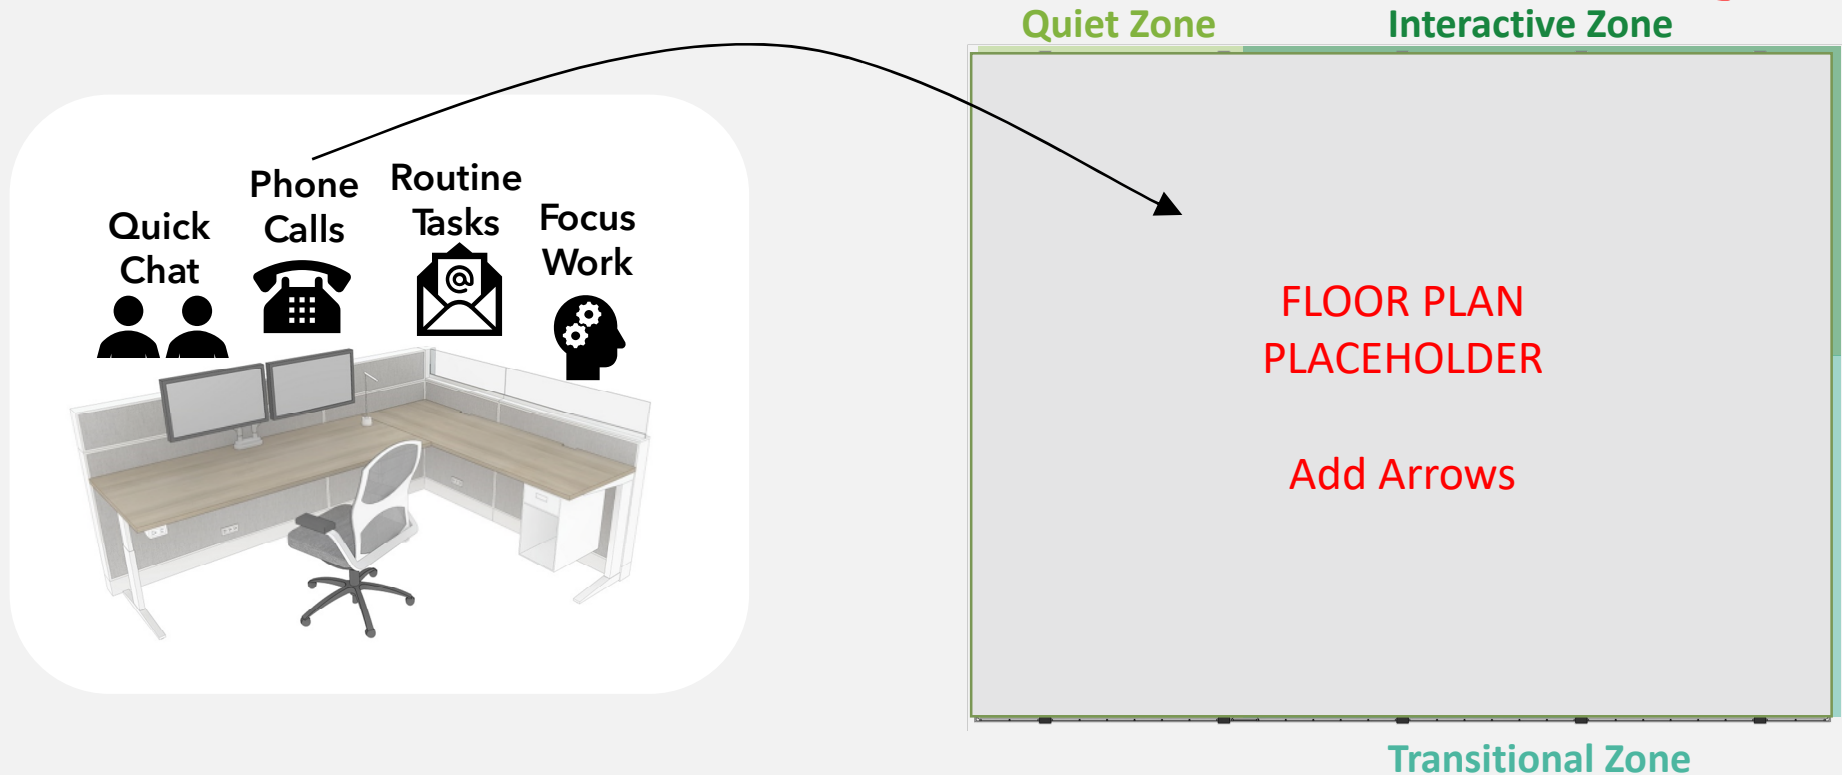 Quiet Zone
Interactive Zone
Phone
Calls
Routine
Tasks
Quick
Chat
Focus
Work
@
FLOOR PLAN
PLACEHOLDER
Add Arrows
Transitional Zone